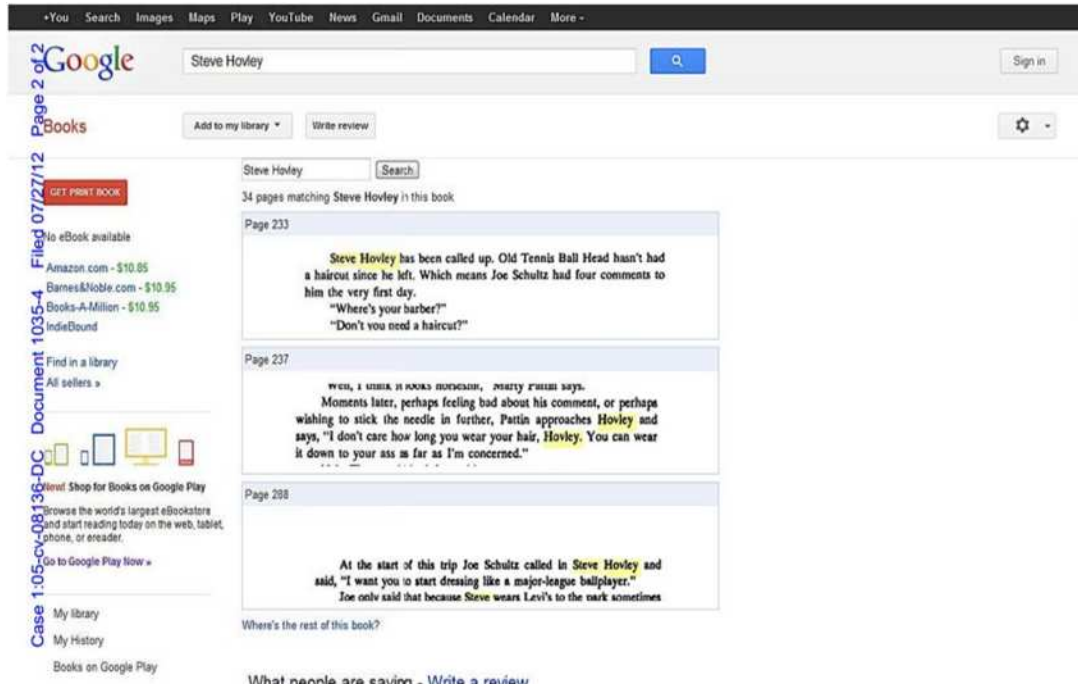 +You Search Images Maps Play YouTube News Gmail Documents Calendar More
Google
Steve Hovley
Sign in
Books
Add to my library
Write review
Steve Hovley
Search
34 pages matching Steve Hovley in this book
GET PRINT BOOK
No eBook available
Amazon.com - $10.85
Barnes&Noble.com - $10.95
Books-A-Million - $10.95
IndieBound
Find in a library
All sellers »
New! Shop for Books on Google Play
Browse the world's largest eBookstore
and start reading today on the web, tablet,
phone, or ereader.
Go to Google Play Now »
My library
My History
Books on Google Play
Page 233
Steve Hovley has been called up. Old Tennis Ball Head hasn't had
a haircut since he left. Which means Joe Schultz had four comments to
him the very first day.
"Where's your barber?"
"Don't you need a haircut?"
Page 237
Marty Pattin says.
Moments later, perhaps feeling bad about his comment, or perhaps
wishing to stick the needle in further, Pattin approaches Hovley and
says, "I don't care how long you wear your hair, Hovley. You can wear
it down to your ass as far as I'm concerned."
Page 288
At the start of this trip Joe Schultz called in Steve Hovley and
said, "I want you to start dressing like a major-league ballplayer."
Joe only said that because Steve wears Levi's to the park sometimes
Where's the rest of this book?
What people are saying - Write a review
Case 1:05-cv-08136-DC Document 1035-4 Filed 07/27/12 Page 2 of 2